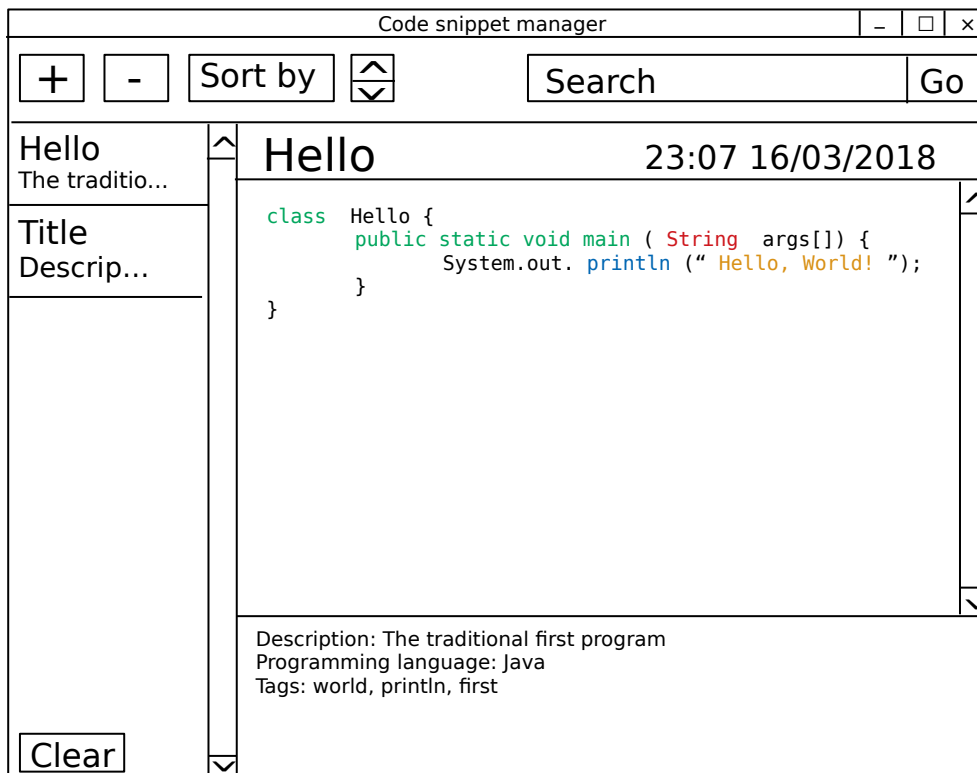 Code snippet manager
+ - Sort by Search Go
Hello
The traditio...
Title
Descrip...
Clear
Hello 23:07 16/03/2018
class Hello {
public static void main ( String args[]) {
System.out. println (“ Hello, World! ”);
}
}
Description: The traditional first program
Programming language: Java
Tags: world, println, first